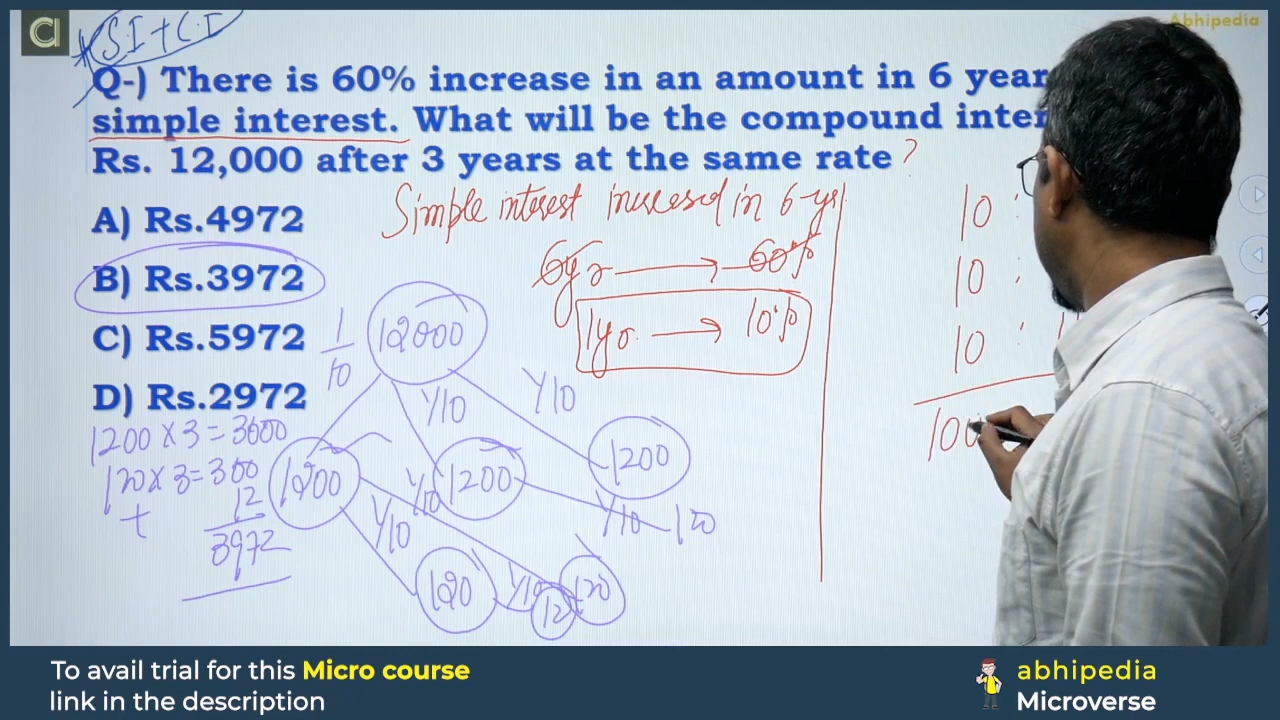 a
SI + CI
Abhipedia
Q-) There is 60% increase in an amount in 6 year
simple interest. What will be the compound inter
Rs. 12,000 after 3 years at the same rate ?
A) Rs.4972
B) Rs.3972
C) Rs.5972
D) Rs.2972
Simple interest increased in 6-yr
6yr → 60%
1yr → 10%
10 :
10 :
10 : 1
100
12000
1/10
1/10
1/10
1200
1200
1200
1/10
1/10
1/10
120
120
120
1/10
12
1200 x 3 = 3600
120 x 3 = 360
+ 12
3972
To avail trial for this Micro course
link in the description
abhipedia
Microverse